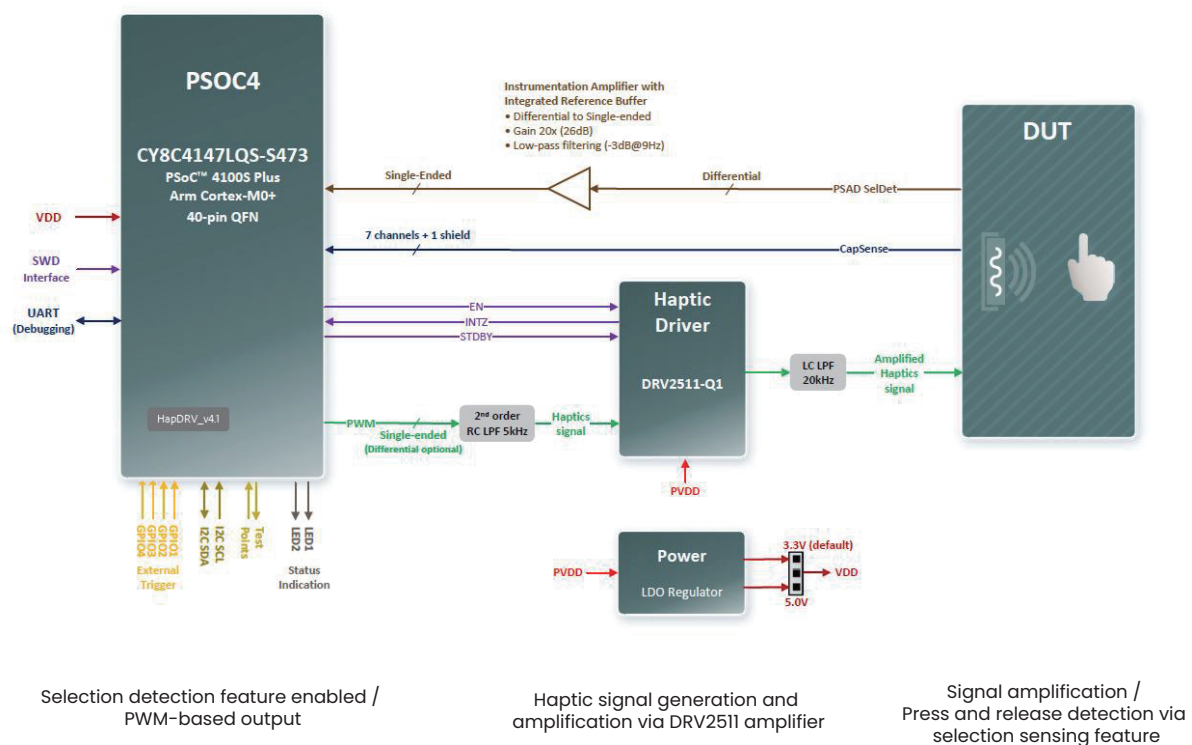 PSOC4
CY8C4147LQS-S473
PSoC™ 4100S Plus
Arm Cortex-M0+
40-pin QFN
HapDRV_v4.1
VDD
SWD
Interface
UART
(Debugging)
Instrumentation Amplifier with
Integrated Reference Buffer
• Differential to Single-ended
• Gain 20x (26dB)
• Low-pass filtering (-3dB@9Hz)
Single-Ended
Differential
PSAD SelDet
7 channels + 1 shield
CapSense
DUT
EN
INTZ
STDBY
Haptic
Driver
DRV2511-Q1
LC LPF
20kHz
Amplified
Haptics
signal
PWM
Single-ended
(Differential optional)
2nd order
RC LPF 5kHz
Haptics
signal
PVDD
GPIO4
GPIO3
GPIO2
GPIO1
External
Trigger
I2C SDA
I2C SCL
Test
Points
LED2
LED1
Status
Indication
PVDD
Power
LDO Regulator
3.3V (default)
VDD
5.0V
Selection detection feature enabled /
PWM-based output
Haptic signal generation and
amplification via DRV2511 amplifier
Signal amplification /
Press and release detection via
selection sensing feature